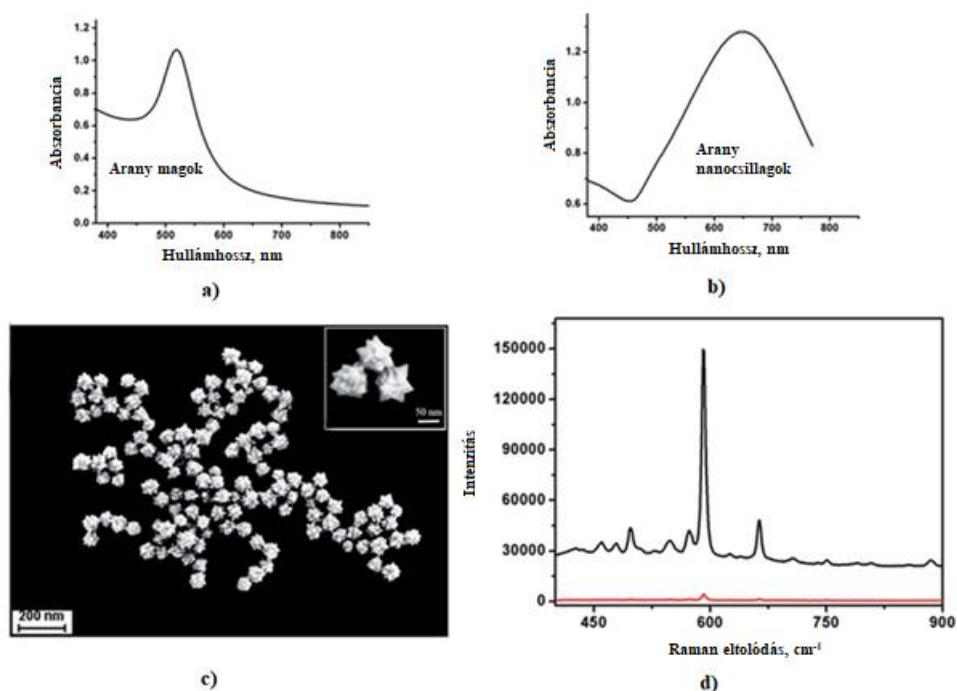 Abszorbancia
1.2
1.0
0.8
0.6
0.4
0.2
0.0
Arany magok
400 500 600 700 800
Hullámhossz, nm
a)
Abszorbancia
1.2
1.0
0.8
0.6
Arany
nanocsillagok
400 500 600 700 800
Hullámhossz, nm
b)
50 nm
200 nm
c)
Intenzitás
150000
120000
90000
60000
30000
0
450 600 750 900
Raman eltolódás, cm⁻¹
d)